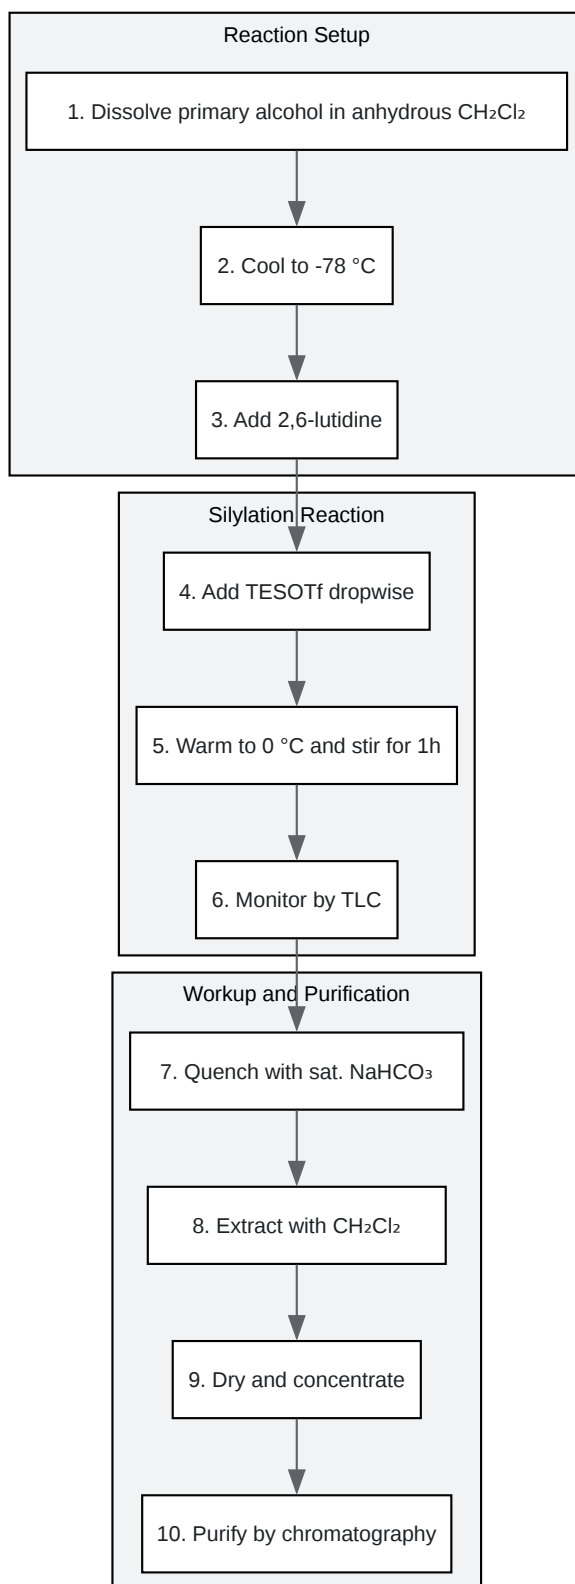 Reaction Setup
1. Dissolve primary alcohol in anhydrous CH₂Cl₂
2. Cool to -78 °C
3. Add 2,6-lutidine
Silylation Reaction
4. Add TESOTf dropwise
5. Warm to 0 °C and stir for 1h
6. Monitor by TLC
Workup and Purification
7. Quench with sat. NaHCO₃
8. Extract with CH₂Cl₂
9. Dry and concentrate
10. Purify by chromatography